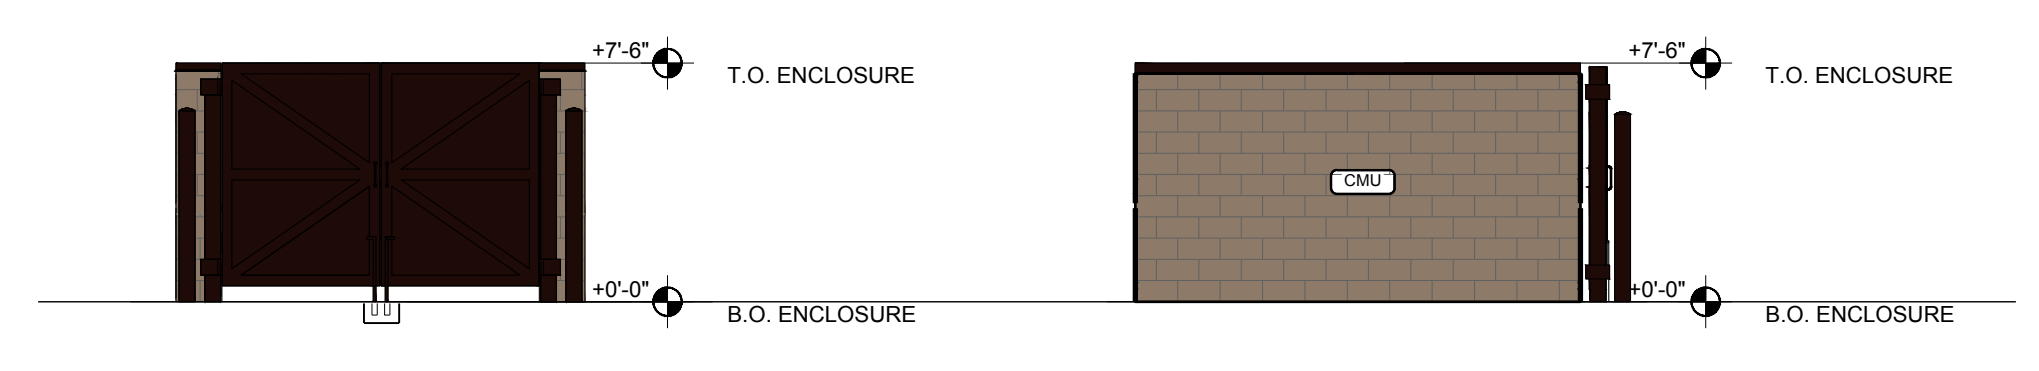 +7'-6"
T.O. ENCLOSURE
+0'-0"
B.O. ENCLOSURE
CMU
+7'-6"
T.O. ENCLOSURE
+0'-0"
B.O. ENCLOSURE